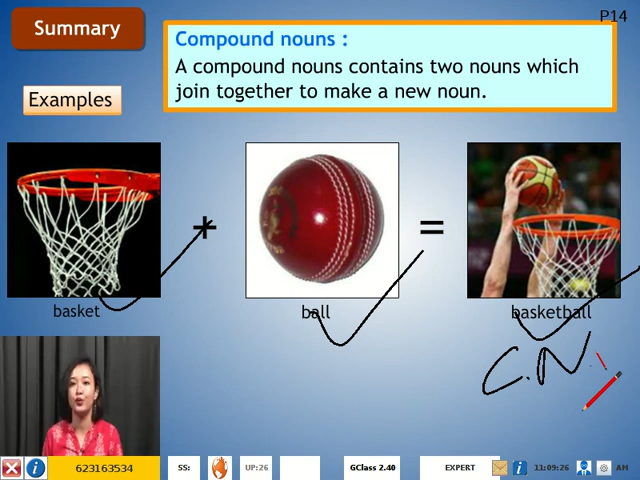 P14
Summary
Compound nouns :
A compound nouns contains two nouns which
join together to make a new noun.
Examples
+
=
basket
ball
basketball
C.N
623163534
SS:
UP:26
GClass 2.40
EXPERT
11:09:26
AM